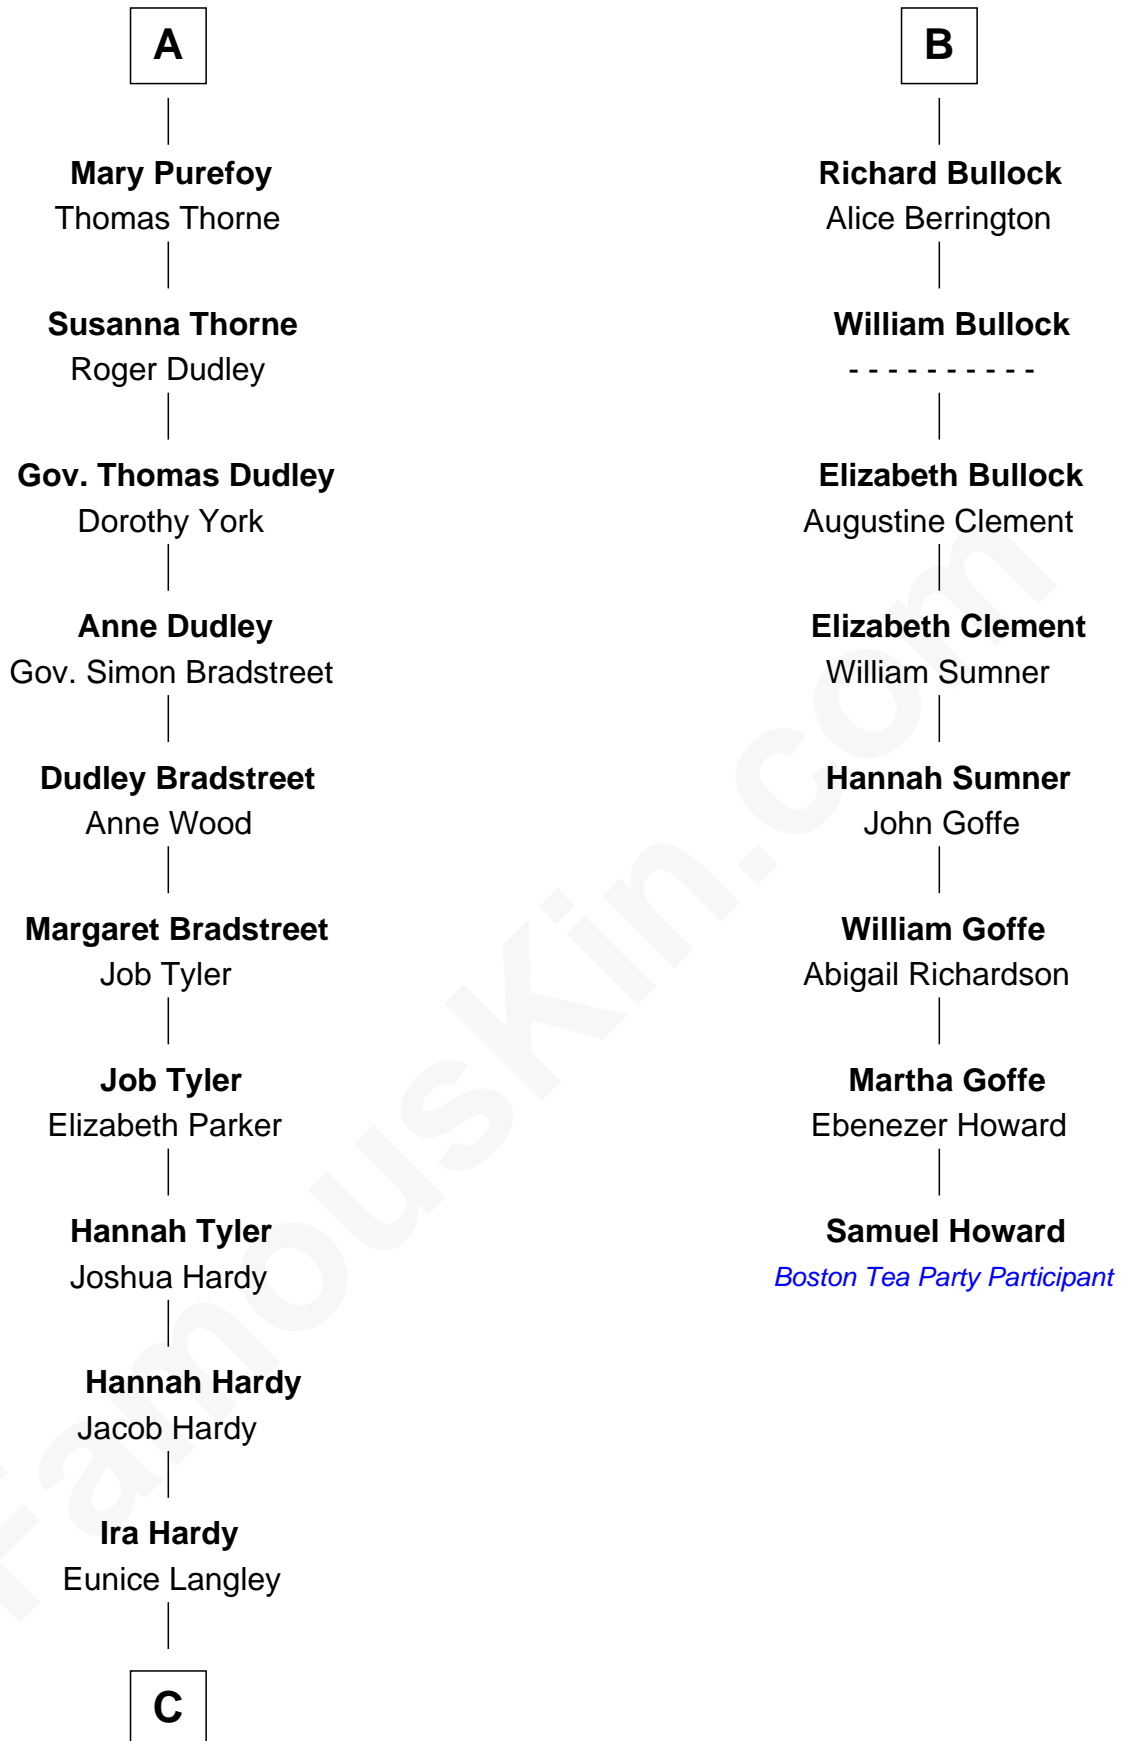 A
Mary Purefoy
Thomas Thorne
Susanna Thorne
Roger Dudley
Gov. Thomas Dudley
Dorothy York
Anne Dudley
Gov. Simon Bradstreet
Dudley Bradstreet
Anne Wood
Margaret Bradstreet
Job Tyler
Job Tyler
Elizabeth Parker
Hannah Tyler
Joshua Hardy
Hannah Hardy
Jacob Hardy
Ira Hardy
Eunice Langley
C
B
Richard Bullock
Alice Berrington
William Bullock
- - - - - - - - - -
Elizabeth Bullock
Augustine Clement
Elizabeth Clement
William Sumner
Hannah Sumner
John Goffe
William Goffe
Abigail Richardson
Martha Goffe
Ebenezer Howard
Samuel Howard
Boston Tea Party Participant
FamousKin.com